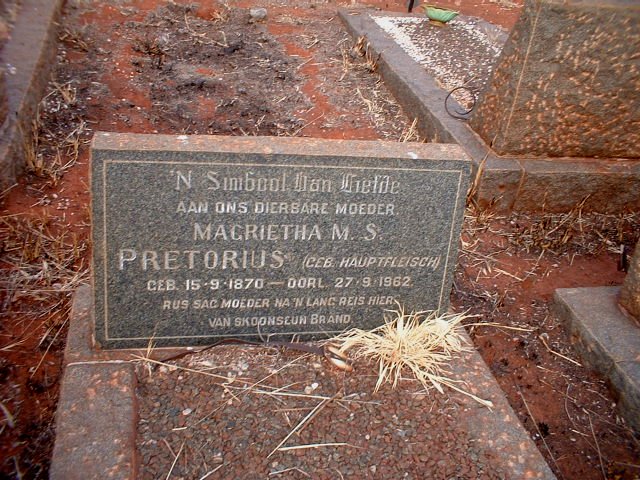 'N Simbool Van Liefde
AAN ONS DIERBARE MOEDER
MAGRIETHA M. S.
PRETORIUS (GEB. HAUPTFLEISCH)
GEB. 15-9-1870 — OORL. 27-9-1962.
RUS SAG MOEDER NA 'N LANG REIS HIER,
VAN SKOONSEUN BRAND.